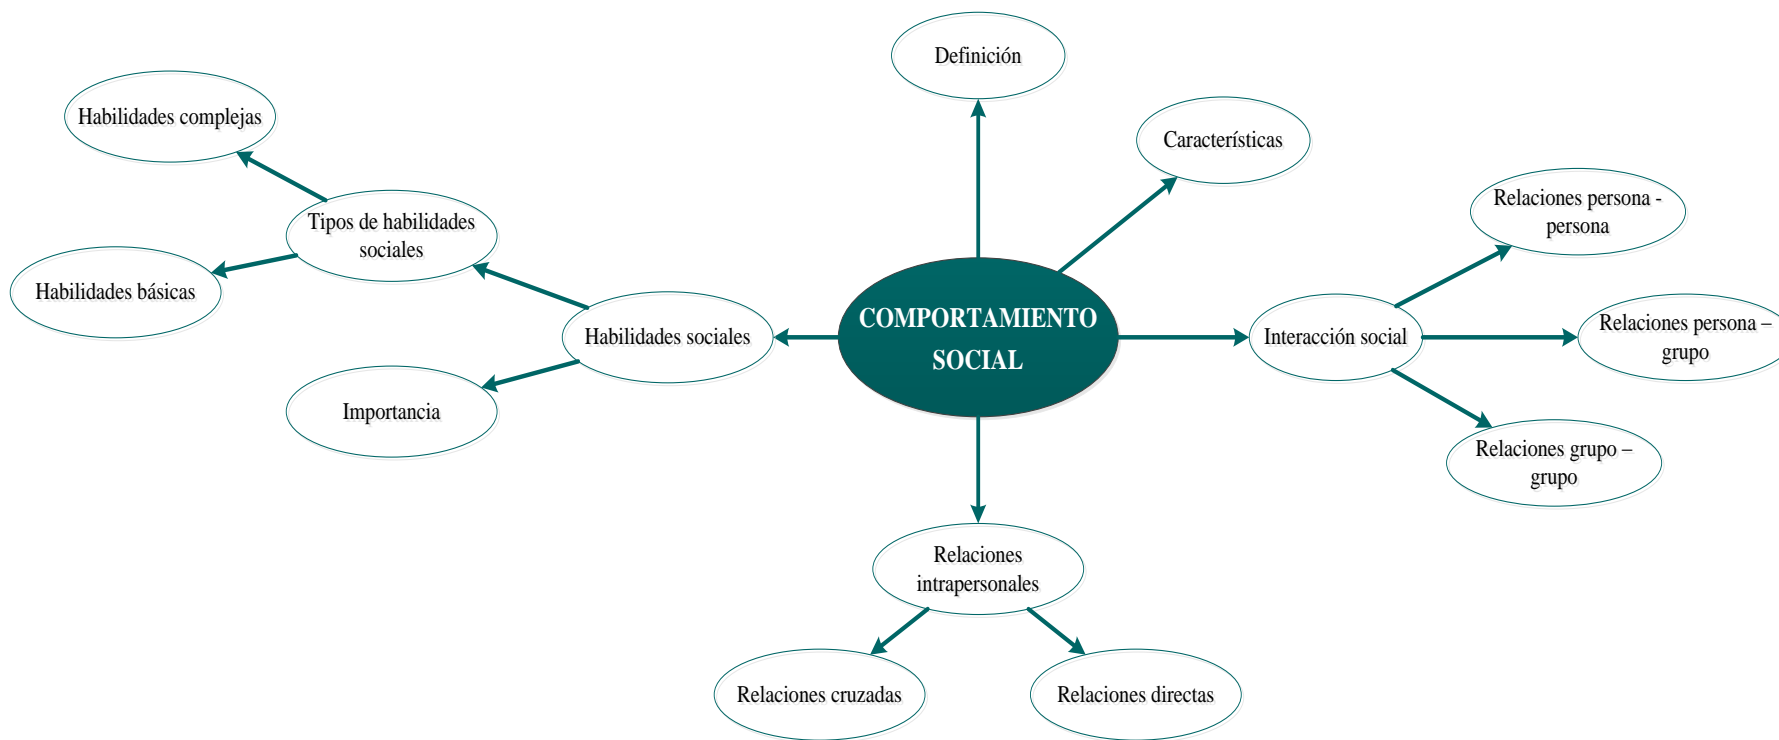 Definición
Habilidades complejas
Característicias
Relaciones persona -
persona
Tipos de habilidades
sociales
Habilidades básicas
COMPORTAMIENTO
SOCIAL
Habilidades sociales
Interacción social
Relaciones persona –
grupo
Importancia
Relaciones grupo –
grupo
Relaciones
intrapersonales
Relaciones cruzadas
Relaciones directas